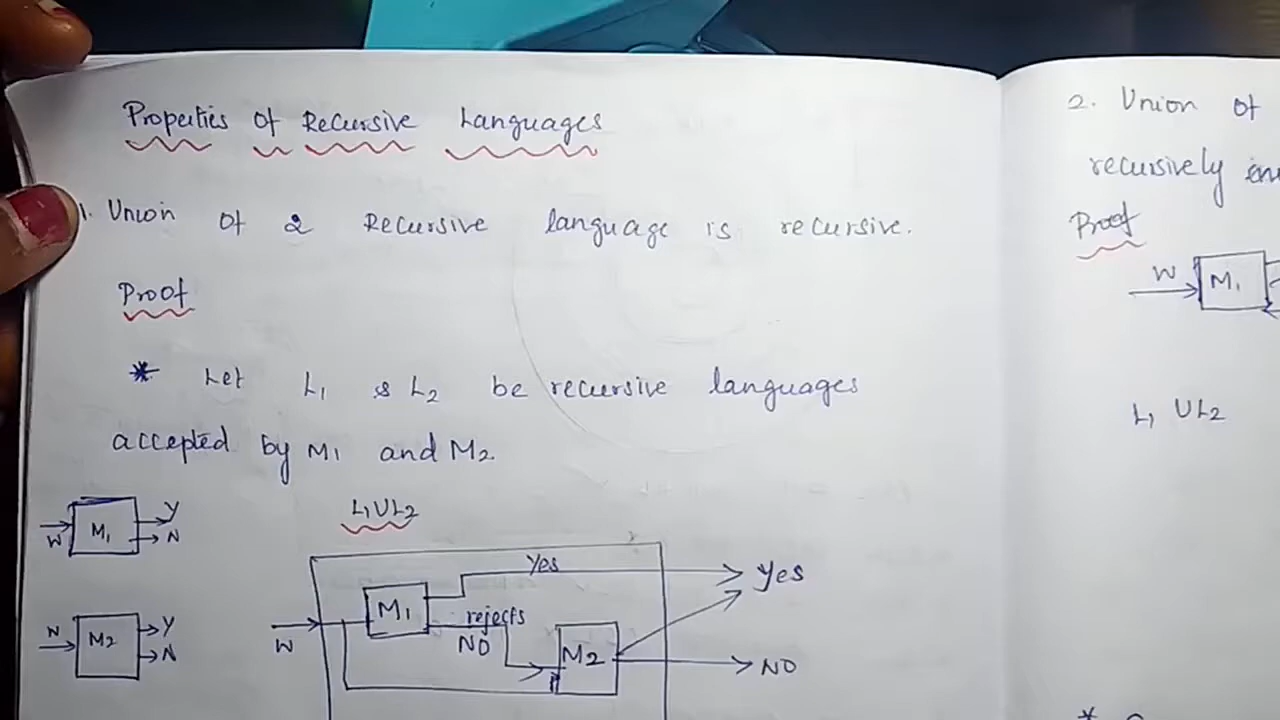 Properties of Recursive Languages
1. Union of 2 Recursive language is recursive.
Proof
* Let L1 & L2 be recursive languages
accepted by M1 and M2.
W M1 Y N
W M2 Y N
L1UL2
W M1 Yes Yes
rejects
NO M2 NO
2. Union of
recursively
Proof
W M1
L1 UL2